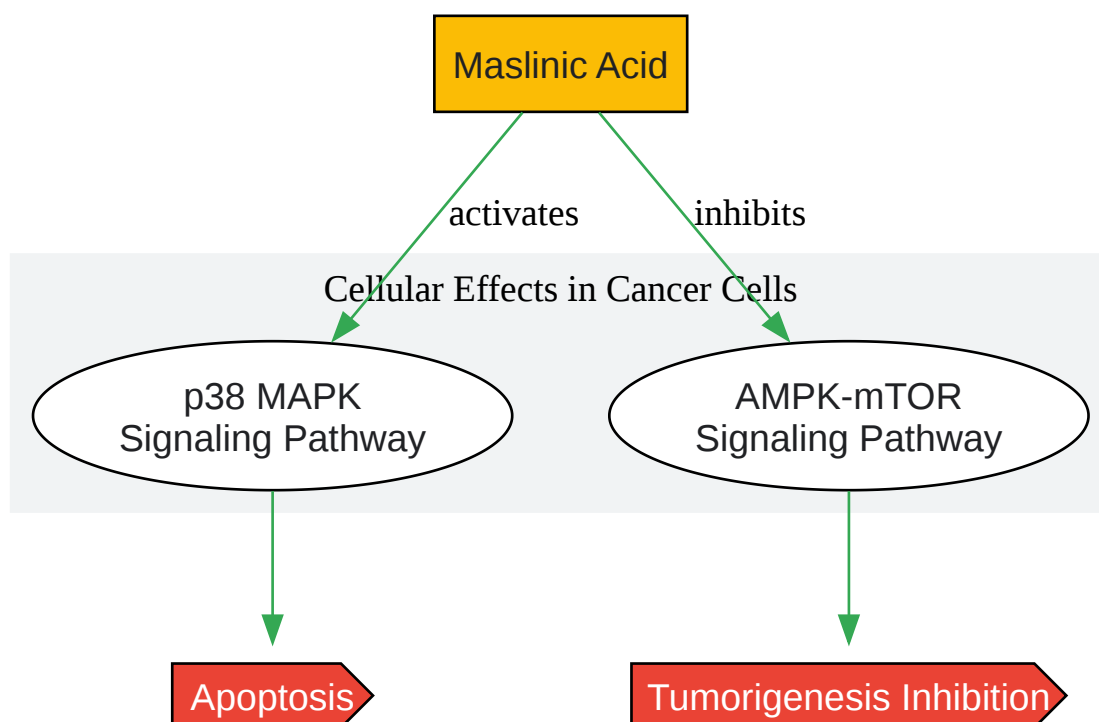 Maslinic Acid
activates
inhibits
Cellular Effects in Cancer Cells
p38 MAPK
Signaling Pathway
AMPK-mTOR
Signaling Pathway
Apoptosis
Tumorigenesis Inhibition